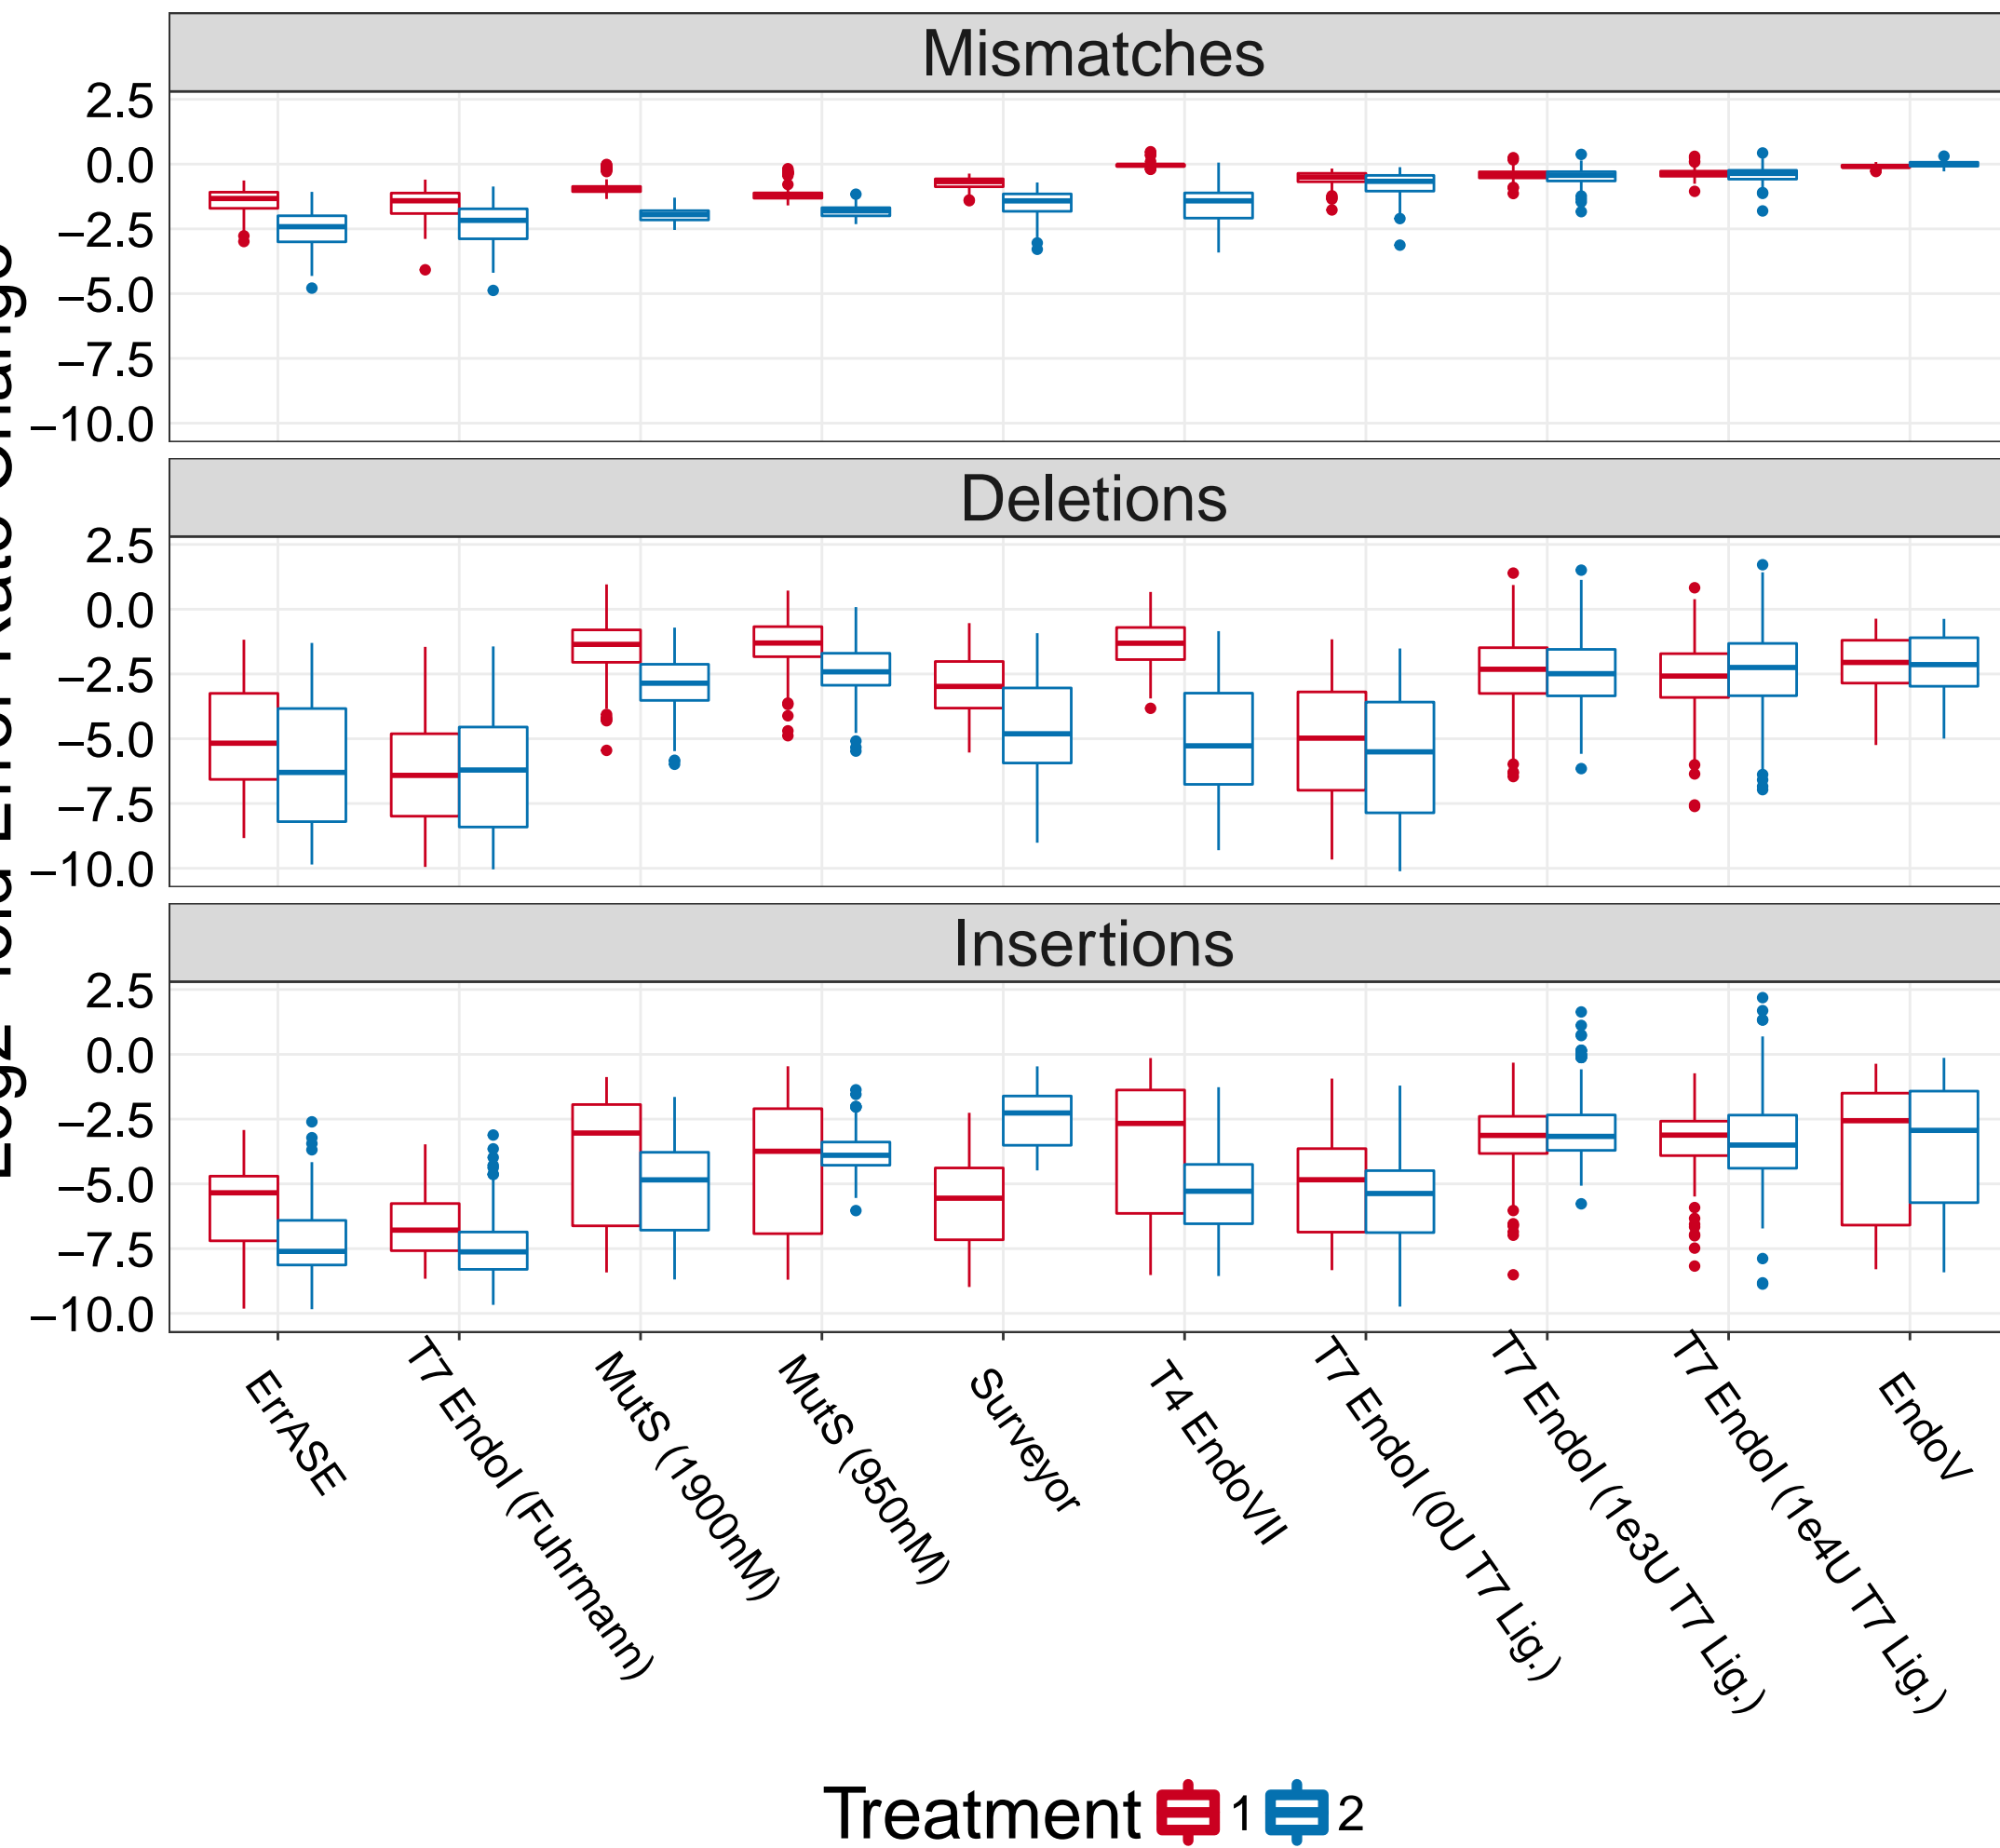 Mismatches
2.5
0.0
−2.5
−5.0
−7.5
−10.0
Deletions
2.5
0.0
−2.5
−5.0
−7.5
−10.0
Insertions
2.5
0.0
−2.5
−5.0
−7.5
−10.0
ErrASE
T7 EndoI (Fuhrmann)
MutS (1900nM)
MutS (950nM)
Surveyor
T4 EndoVII
T7 EndoI (0U T7 Lig.)
T7 EndoI (1e3U T7 Lig.)
T7 EndoI (1e4U T7 Lig.)
EndoV
Treatment 1 2